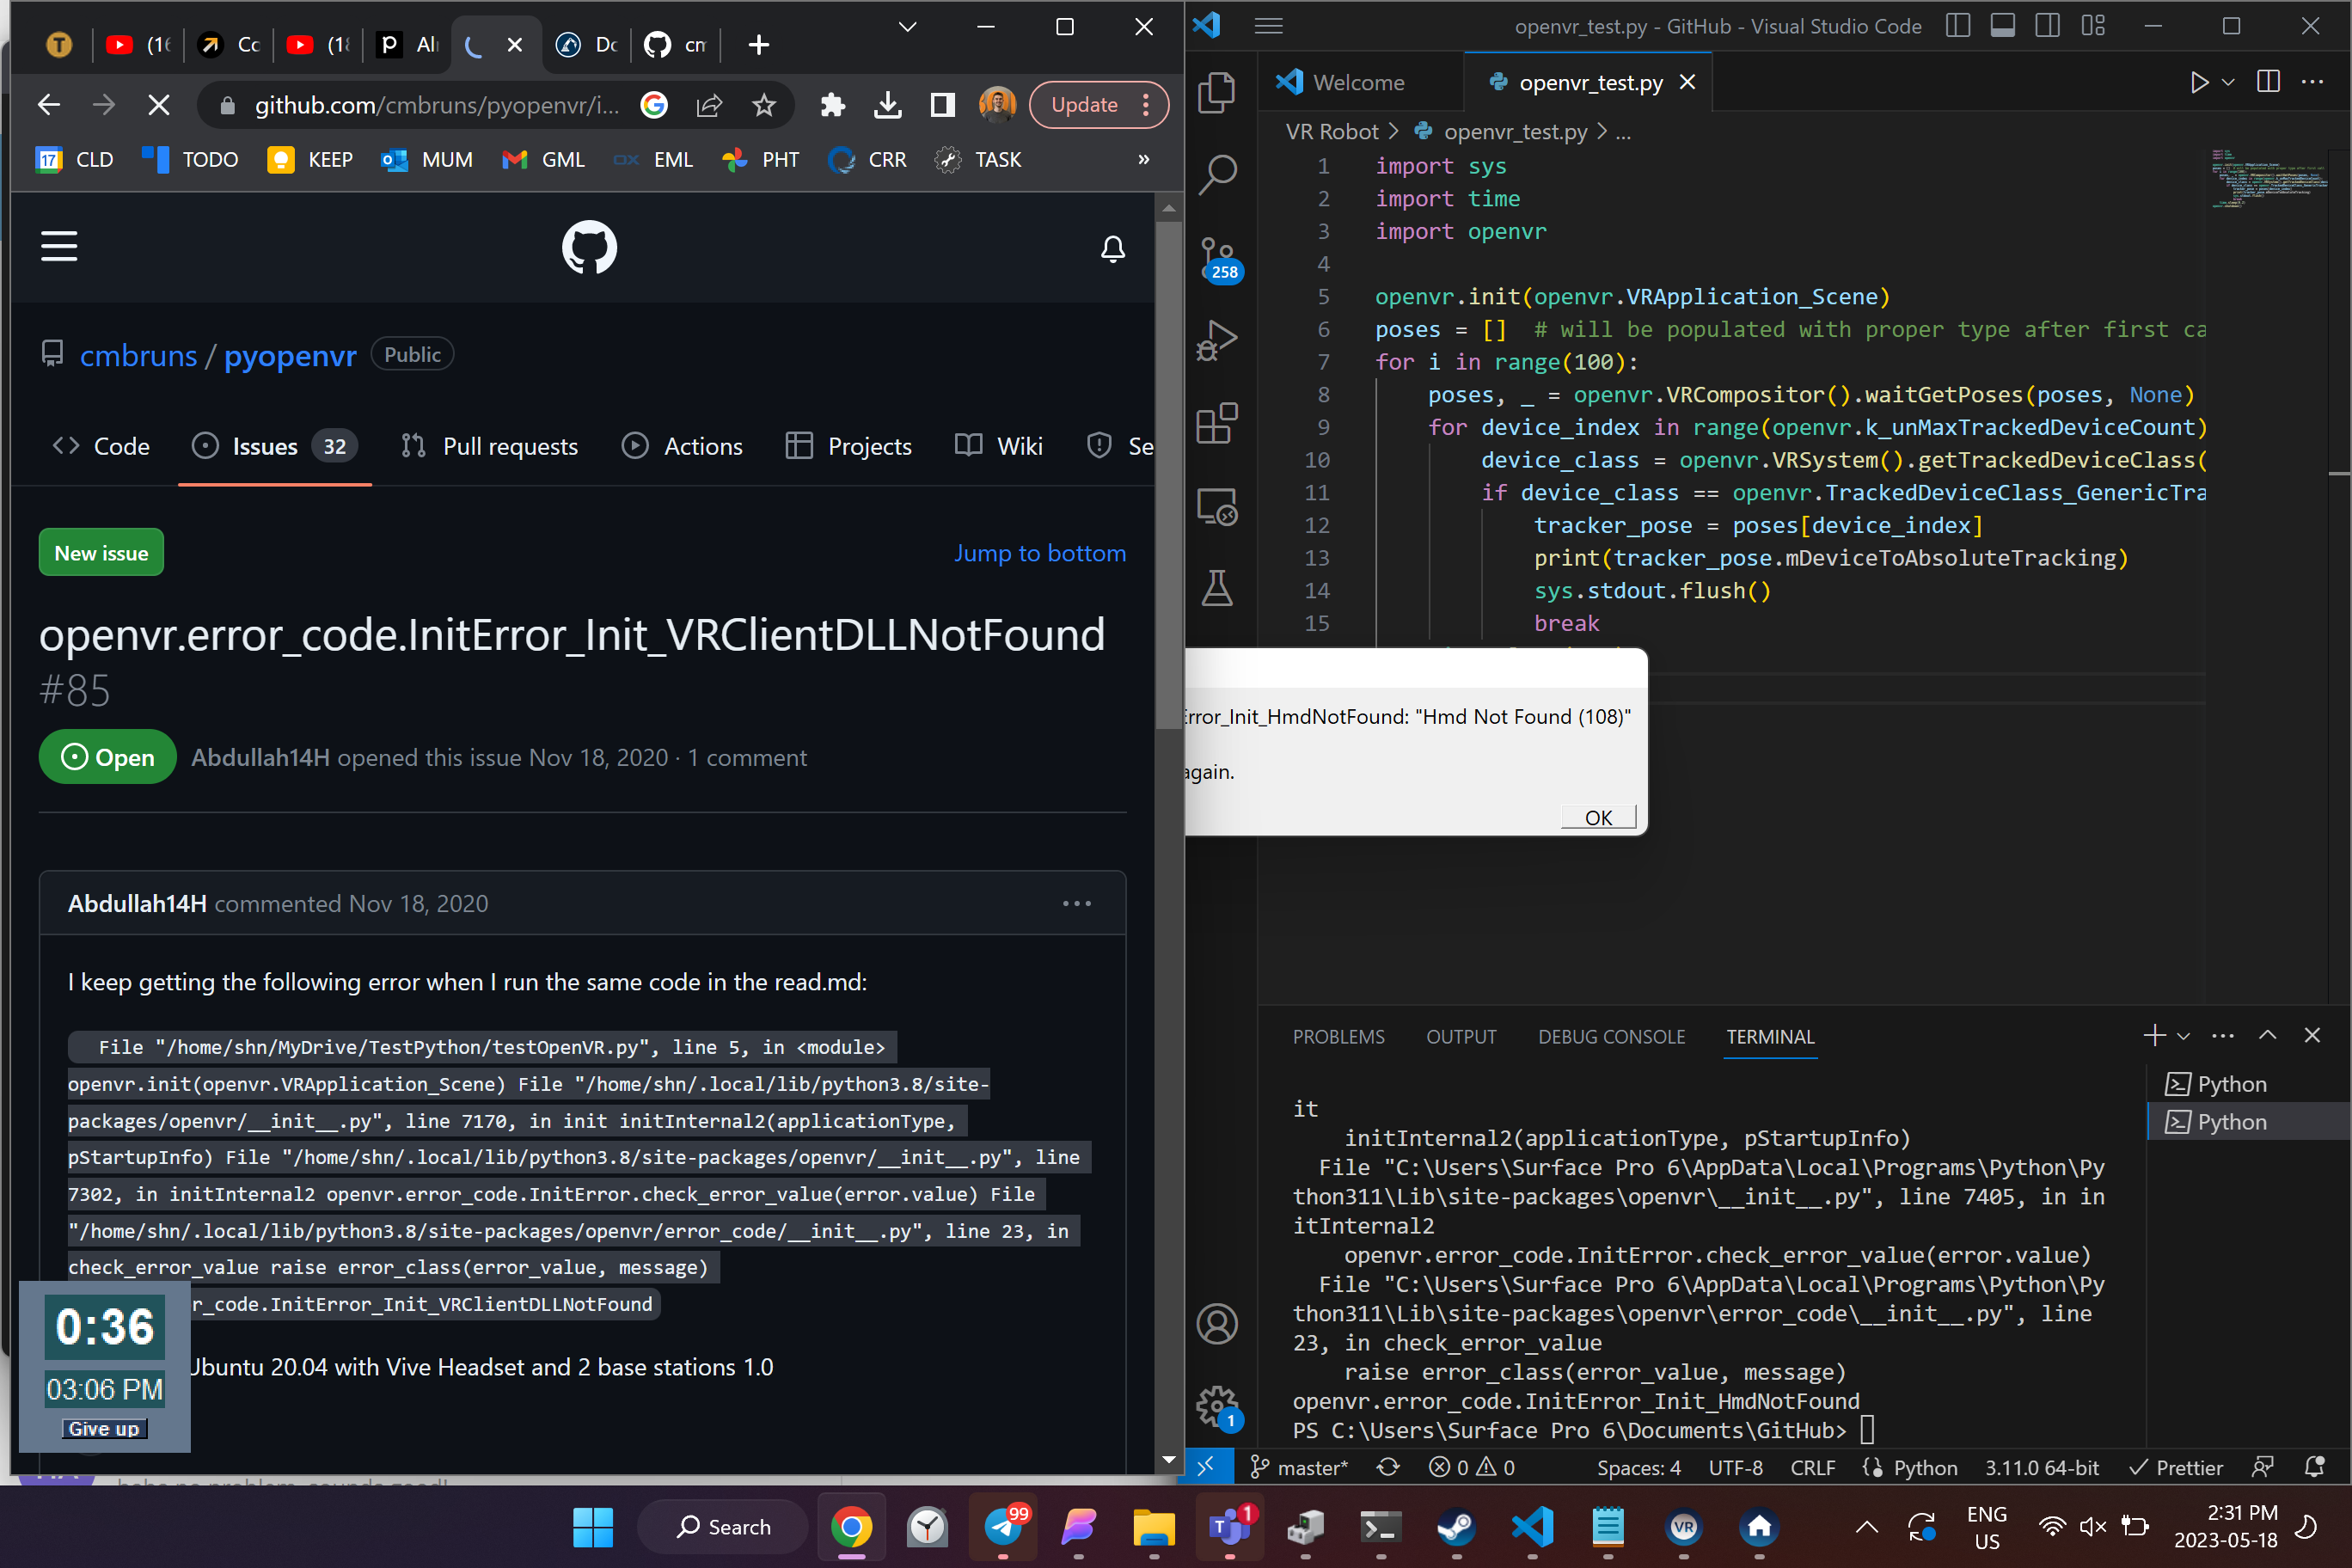 github.com/cmbruns/pyopenvr/i...
Update
CLD
TODO
KEEP
MUM
GML
EML
PHT
CRR
TASK
»
cmbruns / pyopenvr
Public
Code
Issues 32
Pull requests
Actions
Projects
Wiki
Se
New issue
Jump to bottom
openvr.error_code.InitError_Init_VRClientDLLNotFound
#85
Open
Abdullah14H opened this issue Nov 18, 2020 · 1 comment
Abdullah14H commented Nov 18, 2020
I keep getting the following error when I run the same code in the read.md:
File "/home/shn/MyDrive/TestPython/testOpenVR.py", line 5, in <module>
openvr.init(openvr.VRApplication_Scene) File "/home/shn/.local/lib/python3.8/site-
packages/openvr/__init__.py", line 7170, in init initInternal2(applicationType,
pStartupInfo) File "/home/shn/.local/lib/python3.8/site-packages/openvr/__init__.py", line
7302, in initInternal2 openvr.error_code.InitError.check_error_value(error.value) File
"/home/shn/.local/lib/python3.8/site-packages/openvr/error_code/__init__.py", line 23, in
check_error_value raise error_class(error_value, message)
r_code.InitError_Init_VRClientDLLNotFound
Ubuntu 20.04 with Vive Headset and 2 base stations 1.0
0:36
03:06 PM
Give up
openvr_test.py - GitHub - Visual Studio Code
Welcome
openvr_test.py
VR Robot > openvr_test.py > ...
258
1 import sys
2 import time
3 import openvr
4
5 openvr.init(openvr.VRApplication_Scene)
6 poses = []  # will be populated with proper type after first ca
7 for i in range(100):
8 poses, _ = openvr.VRCompositor().waitGetPoses(poses, None)
9 for device_index in range(openvr.k_unMaxTrackedDeviceCount)
10 device_class = openvr.VRSystem().getTrackedDeviceClass(
11 if device_class == openvr.TrackedDeviceClass_GenericTra
12 tracker_pose = poses[device_index]
13 print(tracker_pose.mDeviceToAbsoluteTracking)
14 sys.stdout.flush()
15 break
Error_Init_HmdNotFound: "Hmd Not Found (108)"
again.
OK
PROBLEMS
OUTPUT
DEBUG CONSOLE
TERMINAL
Python
Python
it
initInternal2(applicationType, pStartupInfo)
File "C:\Users\Surface Pro 6\AppData\Local\Programs\Python\Py
thon311\Lib\site-packages\openvr\__init__.py", line 7405, in in
itInternal2
openvr.error_code.InitError.check_error_value(error.value)
File "C:\Users\Surface Pro 6\AppData\Local\Programs\Python\Py
thon311\Lib\site-packages\openvr\error_code\__init__.py", line
23, in check_error_value
raise error_class(error_value, message)
openvr.error_code.InitError_Init_HmdNotFound
PS C:\Users\Surface Pro 6\Documents\GitHub>
1
master*
0
0
Spaces: 4
UTF-8
CRLF
Python
3.11.0 64-bit
Prettier
Search
99
1
VR
ENG
US
2:31 PM
2023-05-18